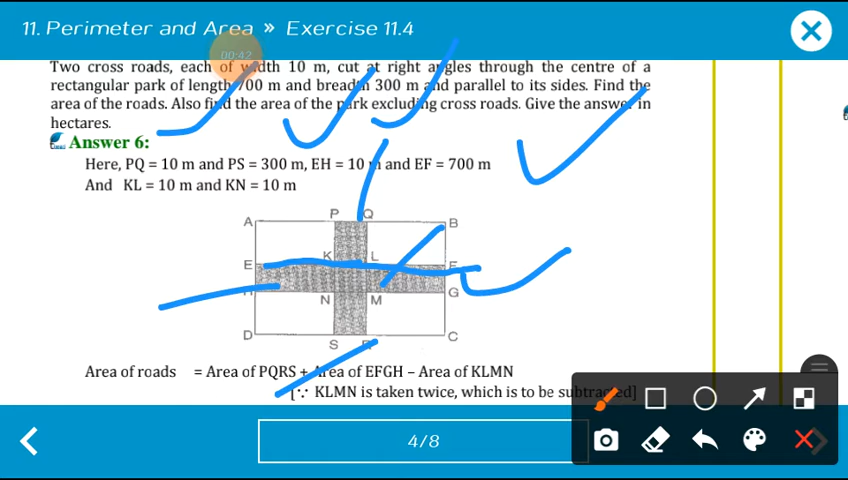 11. Perimeter and Area » Exercise 11.4
00:42
Two cross roads, each of width 10 m, cut at right angles through the centre of a
rectangular park of length 700 m and breadth 300 m and parallel to its sides. Find the
area of the roads. Also find the area of the park excluding cross roads. Give the answer in
hectares.
Answer 6:
Here, PQ = 10 m and PS = 300 m, EH = 10 m and EF = 700 m
And KL = 10 m and KN = 10 m
P Q
A B
K L
E F
H G
N M
D C
S R
Area of roads = Area of PQRS + Area of EFGH – Area of KLMN
[∵ KLMN is taken twice, which is to be subtracted]
4/8